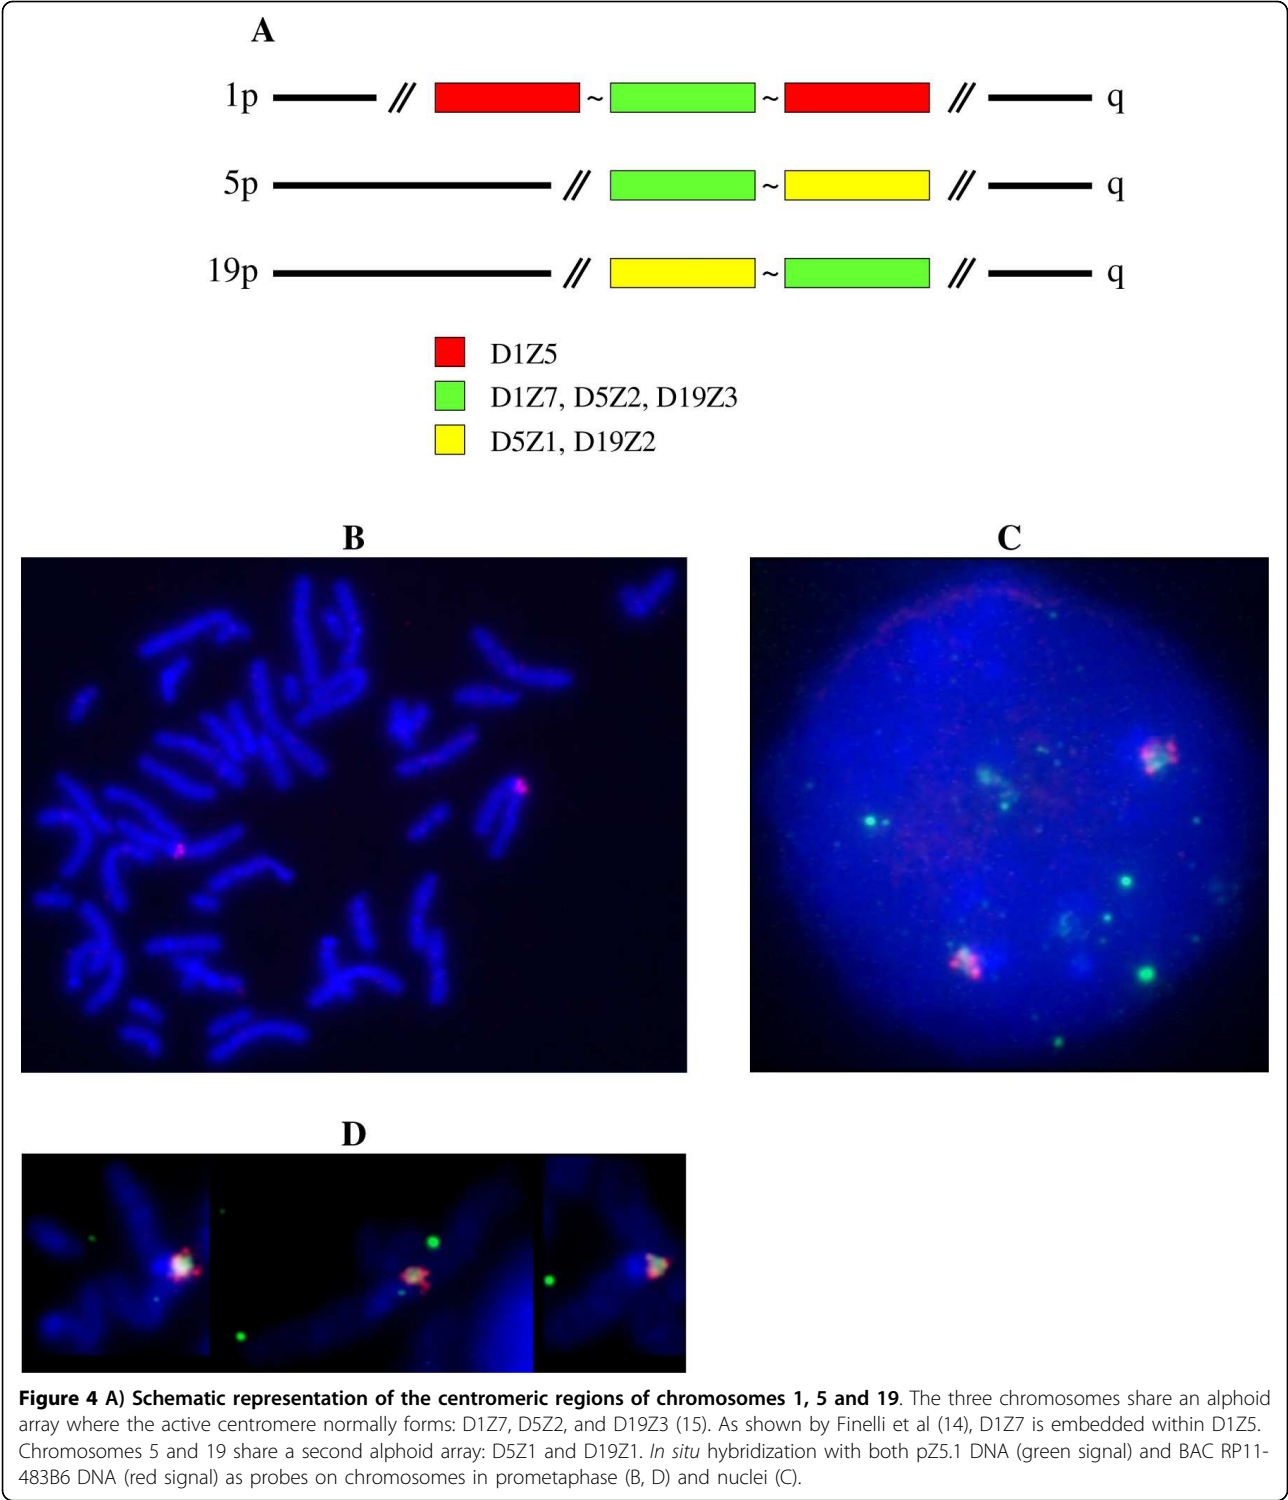 A
1p // ~ ~ // q
5p // ~ // q
19p // ~ // q
D1Z5
D1Z7, D5Z2, D19Z3
D5Z1, D19Z2
B
C
D
Figure 4 A) Schematic representation of the centromeric regions of chromosomes 1, 5 and 19. The three chromosomes share an alphoid
array where the active centromere normally forms: D1Z7, D5Z2, and D19Z3 (15). As shown by Finelli et al (14), D1Z7 is embedded within D1Z5.
Chromosomes 5 and 19 share a second alphoid array: D5Z1 and D19Z1. In situ hybridization with both pZ5.1 DNA (green signal) and BAC RP11-
483B6 DNA (red signal) as probes on chromosomes in prometaphase (B, D) and nuclei (C).